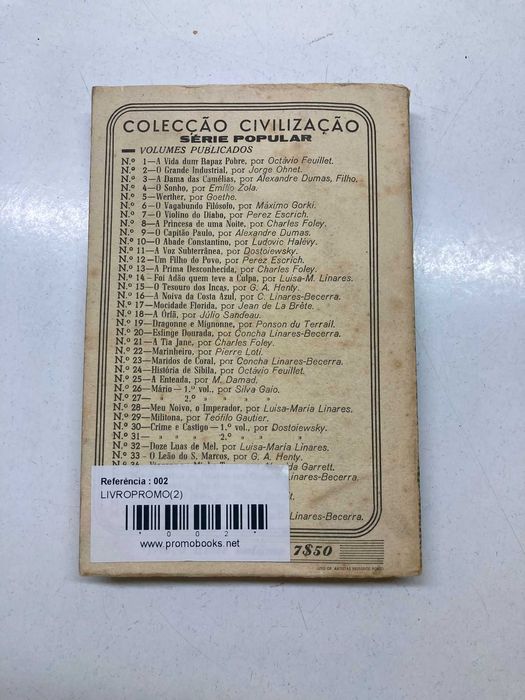 COLECÇÃO CIVILIZAÇÃO
SÉRIE POPULAR
VOLUMES PUBLICADOS
N.º 1—A Vida dum Rapaz Pobre, por Octávio Feuillet.
N.º 2—O Grande Industrial, por Jorge Ohnet.
N.º 3—A Dama das Camélias, por Alexandre Dumas, Filho.
N.º 4—O Sonho, por Emílio Zola.
N.º 5—Werther, por Goethe.
N.º 6—O Vagabundo Filósofo, por Máximo Gorki.
N.º 7—O Violino do Diabo, por Perez Escrich.
N.º 8—A Princesa de uma Noite, por Charles Foley.
N.º 9—O Capitão Paulo, por Alexandre Dumas.
N.º 10—O Abade Constantino, por Ludovic Halévy.
N.º 11—A Voz Subterrânea, por Dostoiewsky.
N.º 12—Um Filho do Povo, por Perez Escrich.
N.º 13—A Prima Desconhecida, por Charles Foley.
N.º 14—Foi Adão quem teve a Culpa, por Luísa-M. Linares.
N.º 15—O Tesouro dos Incas, por G. A. Henty.
N.º 16—A Noiva da Costa Azul, por C. Linares-Becerra.
N.º 17—Mocidade Florida, por Jean de La Brète.
N.º 18—A Órfã, por Júlio Sandeau.
N.º 19—Dragonne e Mignonne, por Ponson du Terrail.
N.º 20—Esfinge Dourada, por Concha Linares-Becerra.
N.º 21—A Tia Jane, por Charles Foley.
N.º 22—Marinheiro, por Pierre Loti.
N.º 23—Maridos de Coral, por Concha Linares-Becerra.
N.º 24—História de Sibila, por Octávio Feuillet.
N.º 25—A Enteada, por M. Damad.
N.º 26—Mário—1.º vol., por Silva Gaio.
N.º 27— » 2.º » » » »
N.º 28—Meu Noivo, o Imperador, por Luísa-Maria Linares.
N.º 29—Militona, por Teófilo Gautier.
N.º 30—Crime e Castigo—1.º vol., por Dostoiewsky.
N.º 31— » » » 2.º » » »
N.º 32—Doze Luas de Mel, por Luísa-Maria Linares.
N.º 33—O Leão do S. Marcos, por G. A. Henty.
Garrett.
Linares-Becerra.
Linares-Becerra.
Referência : 002
LIVROPROMO(2)
*002*
www.promobooks.net
7$50